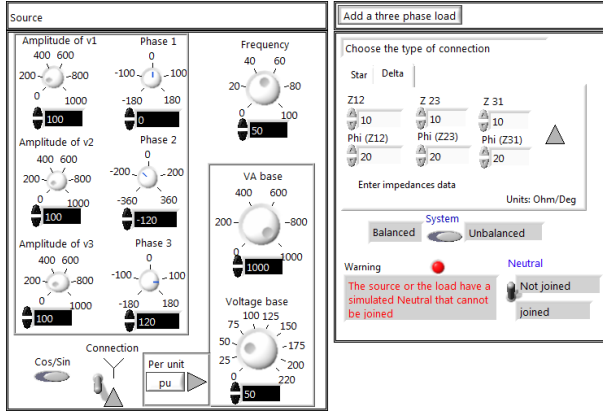 Source
Amplitude of v1
400 600
200 -800
0 1000
100
Phase 1
0
-100 -100
-180 180
0
Frequency
40 60
20 -80
0 100
50
Amplitude of v2
400 600
200 -800
0 1000
100
Phase 2
0
-200 -200
-360 360
-120
Amplitude of v3
400 600
200 -800
0 1000
100
Phase 3
0
-100 -100
-180 180
120
VA base
400 600
200 -800
0 1000
1000
Voltage base
100 125
75 150
50 -175
25 200
0 220
50
Cos/Sin
Connection
Per unit
pu
Add a three phase load
Choose the type of connection
Star Delta
Z12 Z 23 Z 31
10 10 10
Phi (Z12) Phi (Z23) Phi (Z31)
20 20 20
Enter impedances data
Units: Ohm/Deg
System
Balanced Unbalanced
Warning
The source or the load have a
simulated Neutral that cannot
be joined
Neutral
Not joined
joined